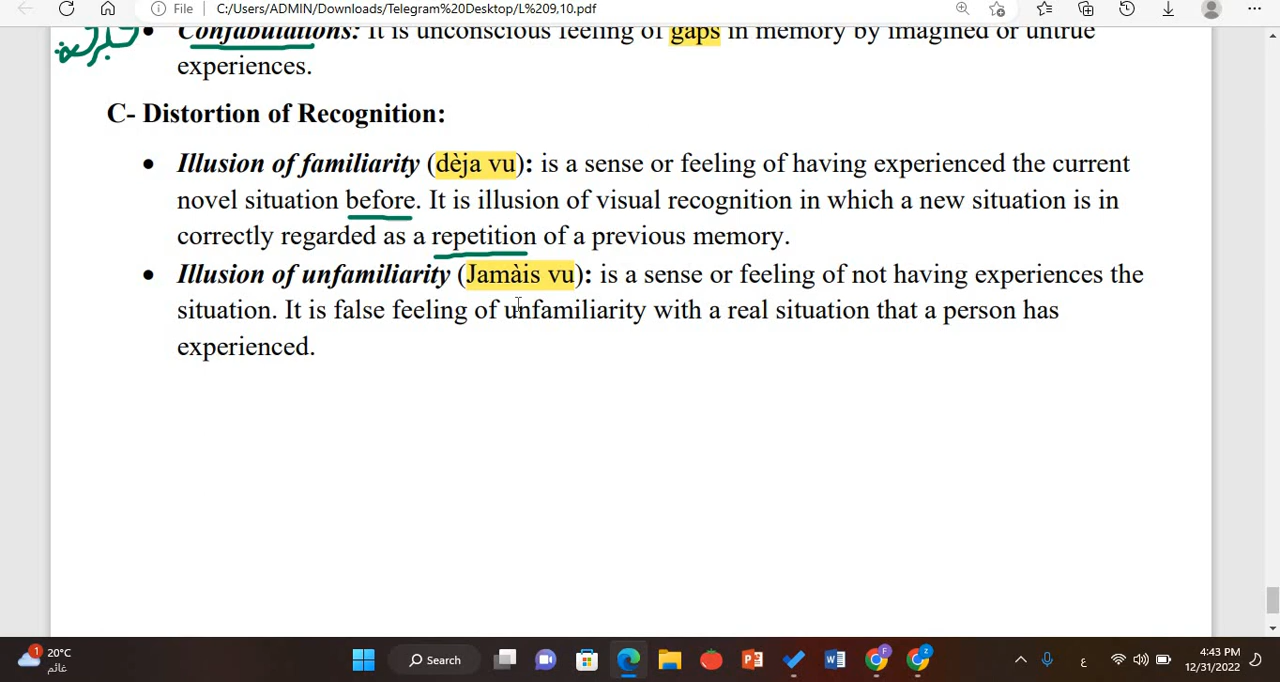 File
C:/Users/ADMIN/Downloads/Telegram%20Desktop/L%209,10.pdf
• Confabulations: It is unconscious feeling of gaps in memory by imagined or untrue
experiences.
C- Distortion of Recognition:
• Illusion of familiarity (dèja vu): is a sense or feeling of having experienced the current
novel situation before. It is illusion of visual recognition in which a new situation is in
correctly regarded as a repetition of a previous memory.
• Illusion of unfamiliarity (Jamàis vu): is a sense or feeling of not having experiences the
situation. It is false feeling of unfamiliarity with a real situation that a person has
experienced.
1
20°C
غائم
Search
F
z
ع
4:43 PM
12/31/2022